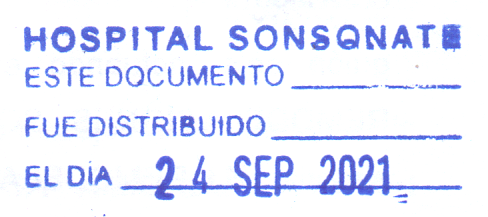 HOSPITAL SONSONATE
ESTE DOCUMENTO
FUE DISTRIBUIDO
EL DIA 24 SEP 2021